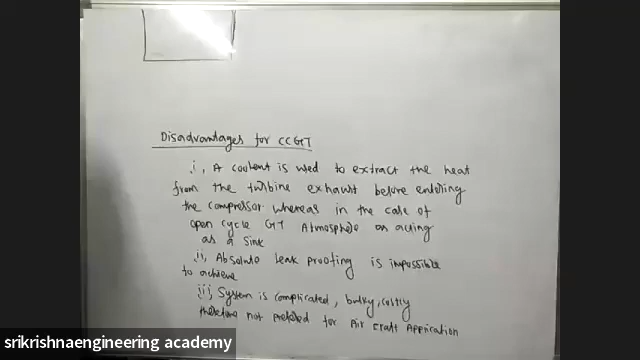 Disadvantages for CCGT
i, A coolent is used to extract the heat
from the turbine exhaust before entering
the compressor whereas in the case of
open cycle GT Atmosphere on acting
as a sink
ii, Absolute leak proofing is impossible
to achieve
iii, System is complicated, bulky, costly
therefore not prefered for Air craft Application
srikrishnaengineering academy